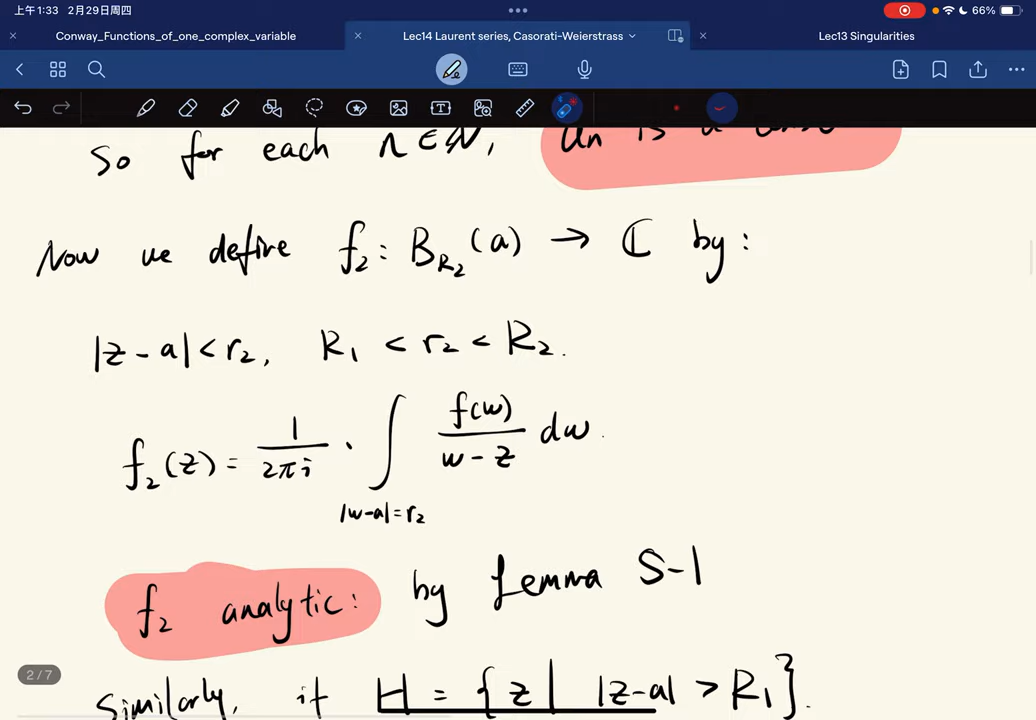 上午1:33 2月29日周四
66%
Conway_Functions_of_one_complex_variable
Lec14 Laurent series, Casorati-Weierstrass
Lec13 Singularities
So for each n∈ℕ, an is a
Now we define f₂: B_{R₂}(a) → ℂ by:
|z-a| < r₂, R₁ < r₂ < R₂.
f₂(z) = 1/(2πi) · ∫_{|w-a|=r₂} f(w)/(w-z) dw.
f₂ analytic: by Lemma S-1
2/7
Similarly, if H = {z | |z-a| > R₁}.